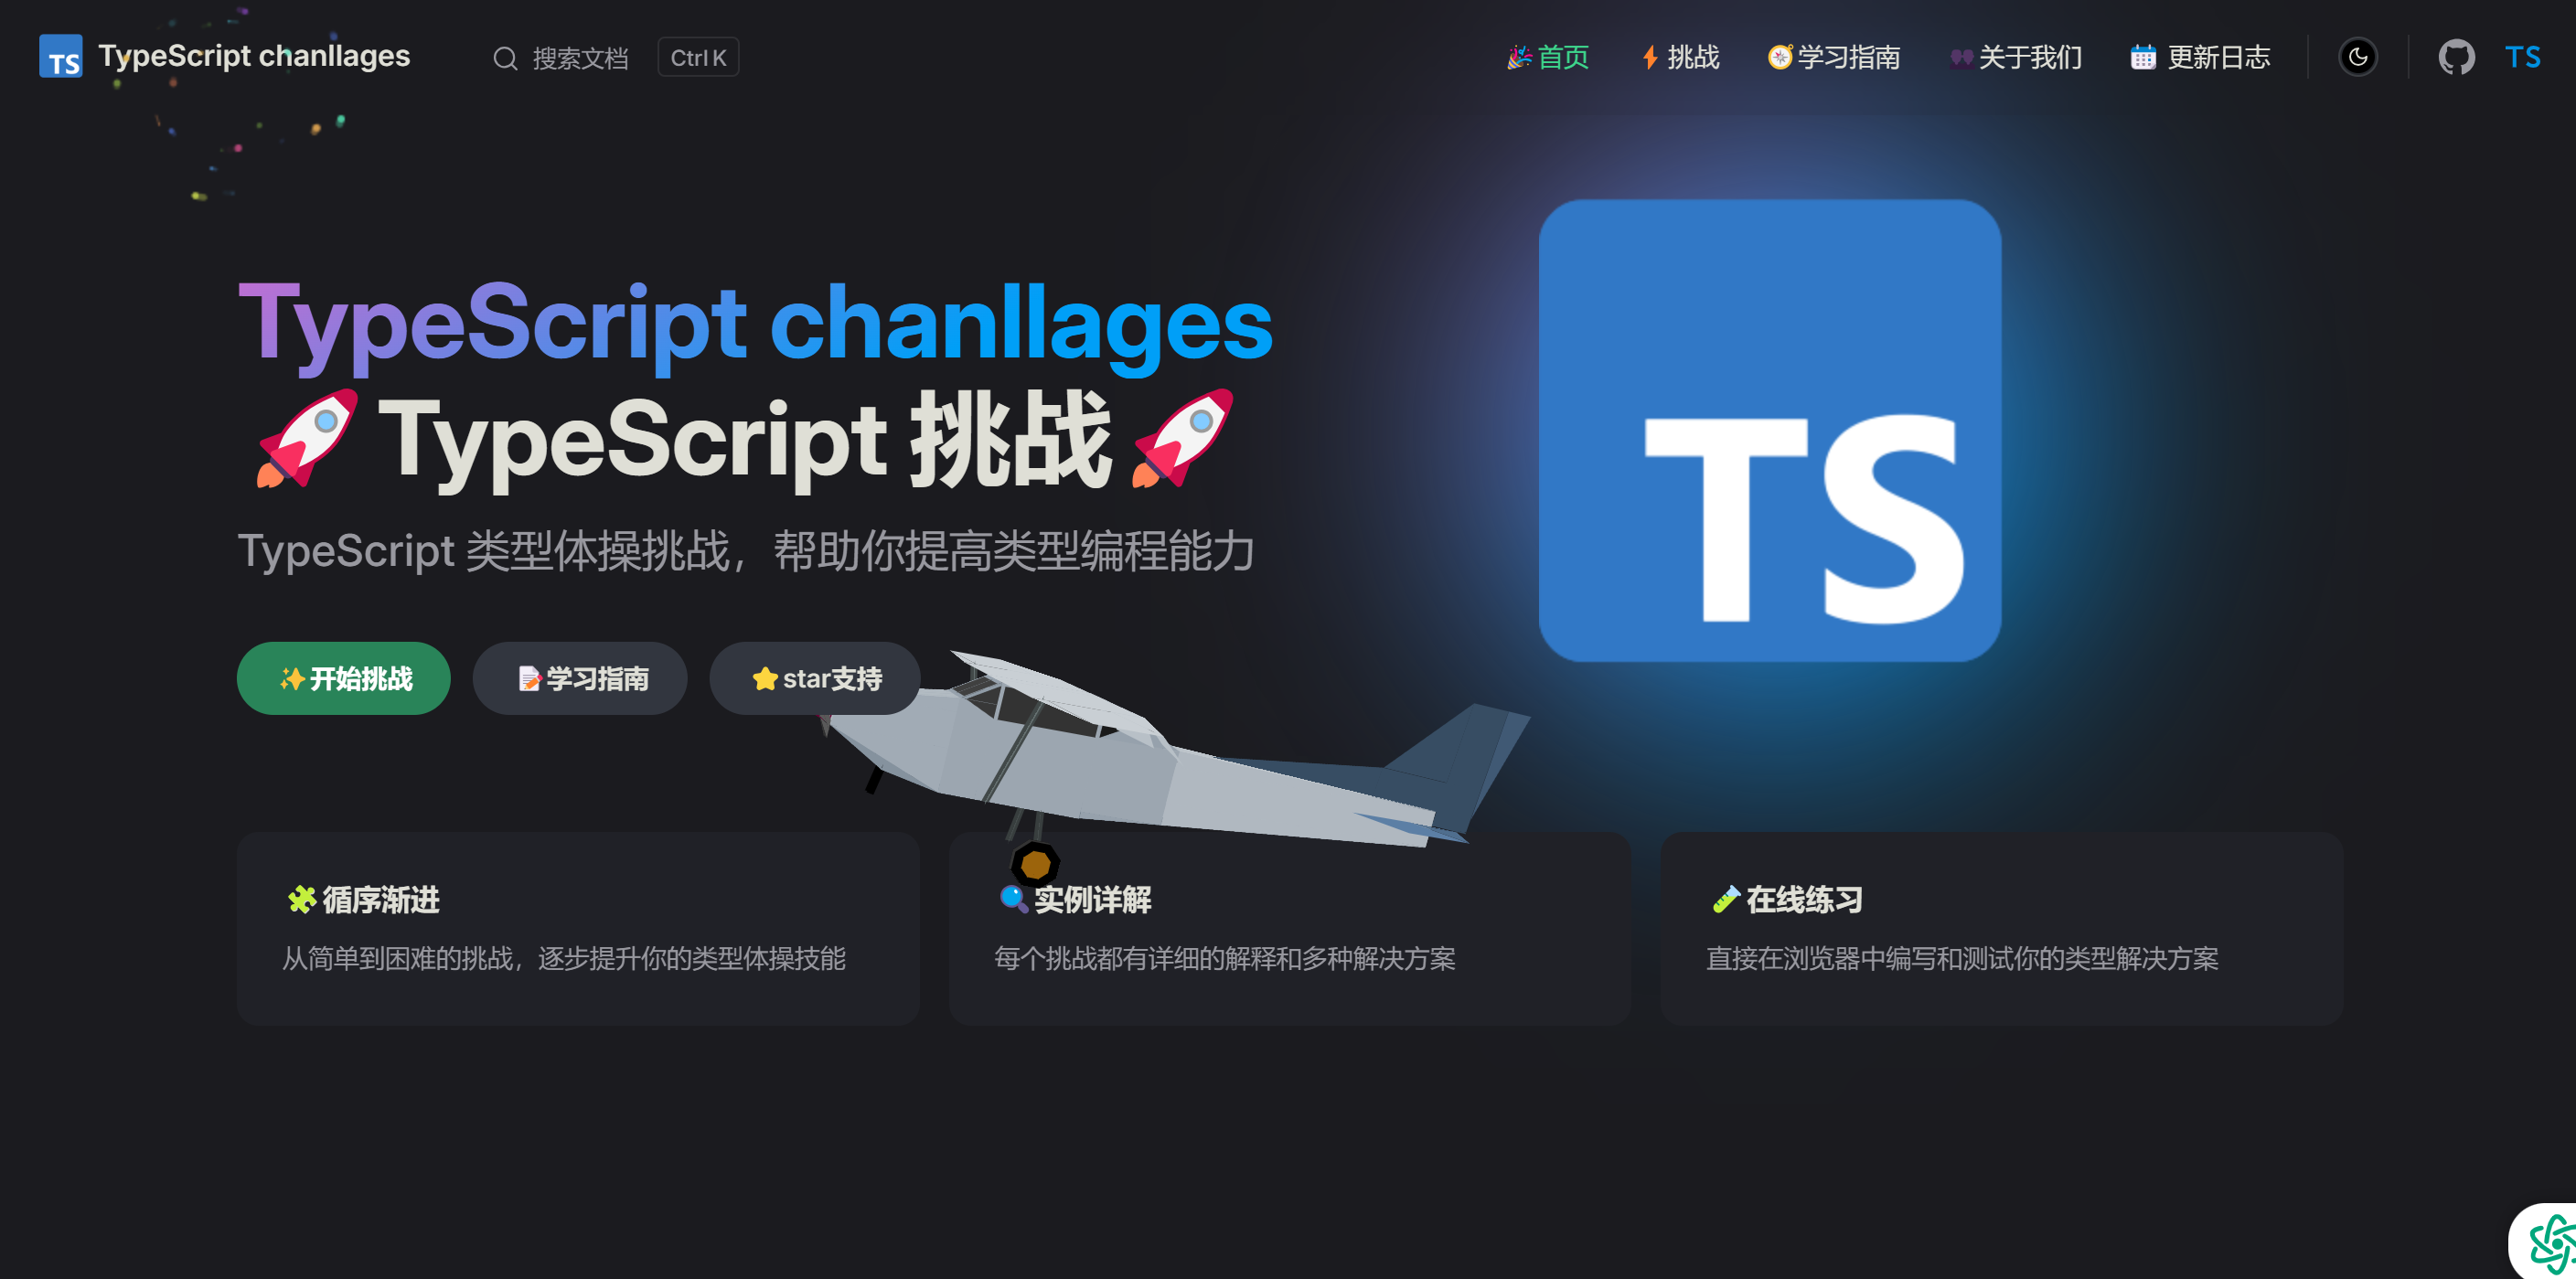 TS TypeScript chanllages 搜索文档 Ctrl K 🎉首页 ⚡挑战 🧭学习指南 👥关于我们 📅 更新日志 TS
TypeScript chanllages
🚀TypeScript 挑战🚀
TypeScript 类型体操挑战，帮助你提高类型编程能力
TS
✨开始挑战 📝学习指南 ⭐star支持
🧩循序渐进
从简单到困难的挑战，逐步提升你的类型体操技能
🔍实例详解
每个挑战都有详细的解释和多种解决方案
🧪在线练习
直接在浏览器中编写和测试你的类型解决方案